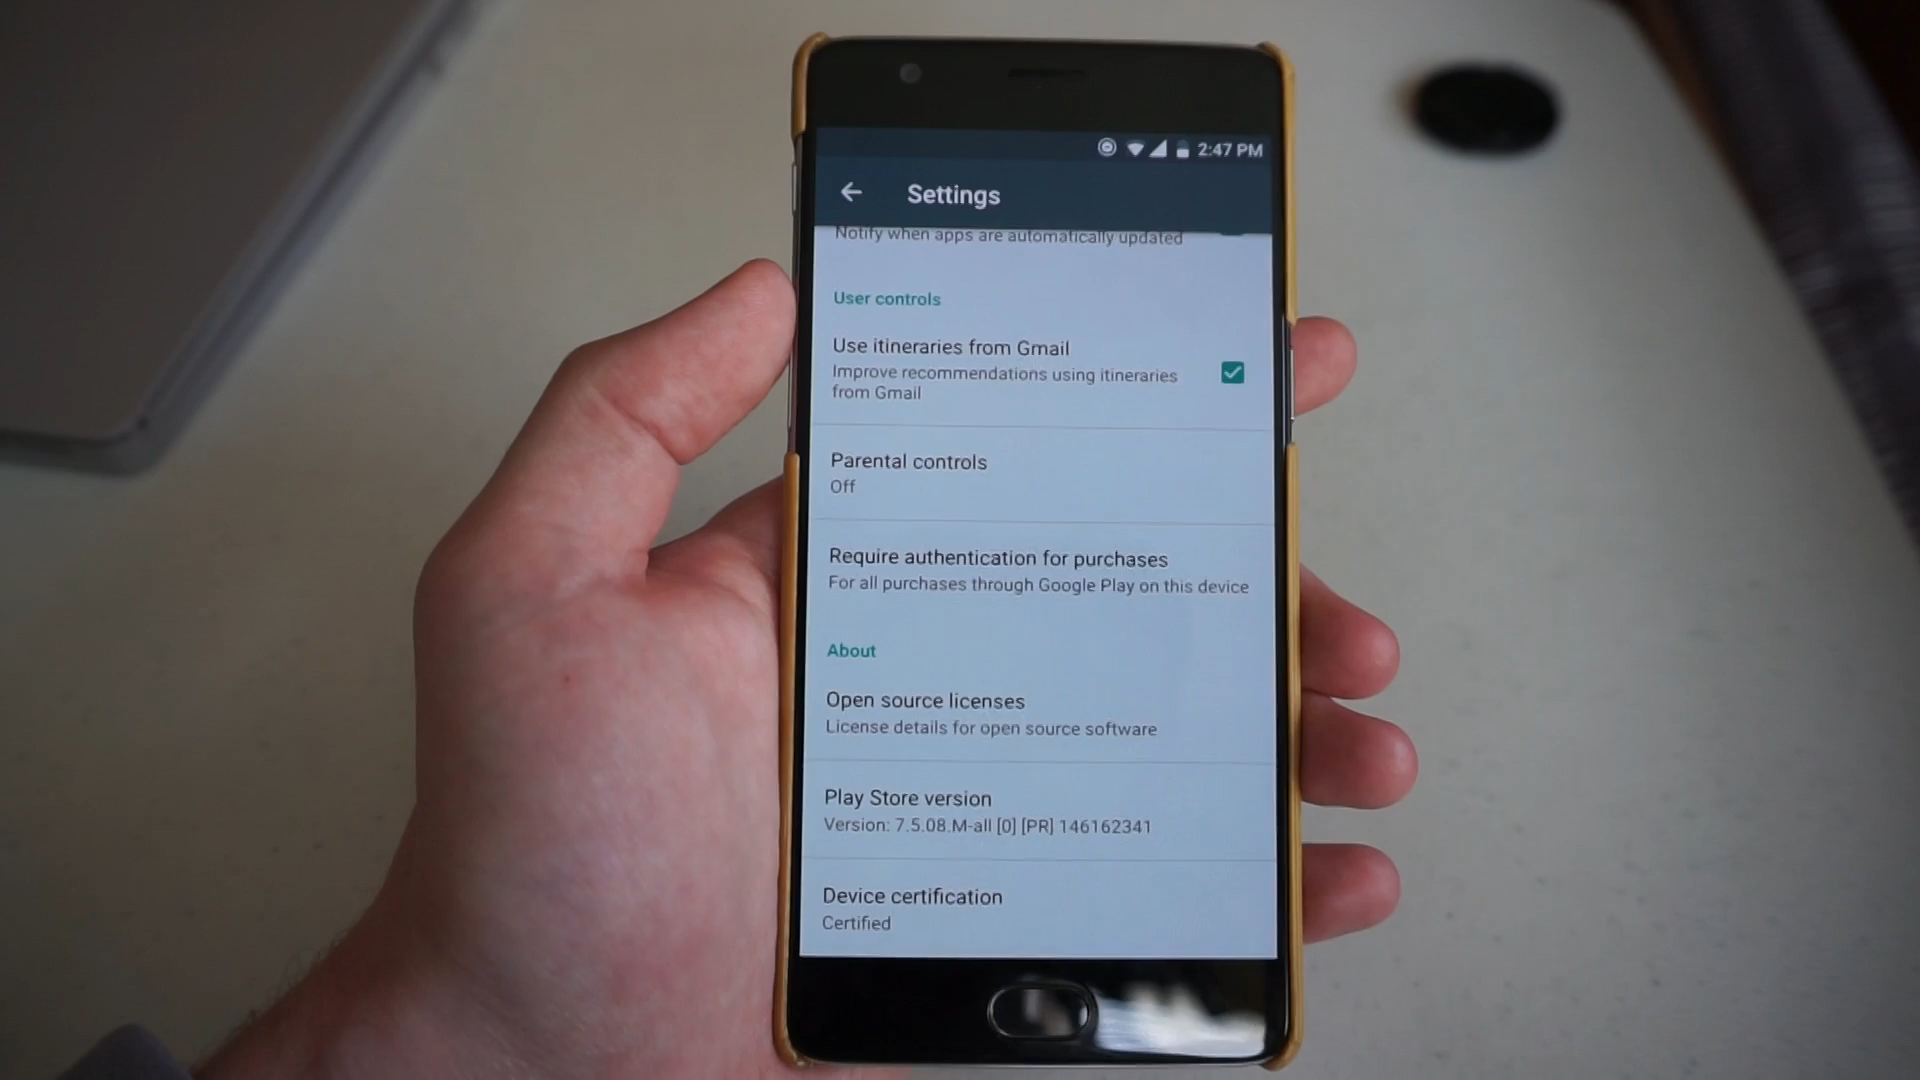 2:47 PM
Settings
Notify when apps are automatically updated
User controls
Use itineraries from Gmail
Improve recommendations using itineraries
from Gmail
Parental controls
Off
Require authentication for purchases
For all purchases through Google Play on this device
About
Open source licenses
License details for open source software
Play Store version
Version: 7.5.08.M-all [0] [PR] 146162341
Device certification
Certified